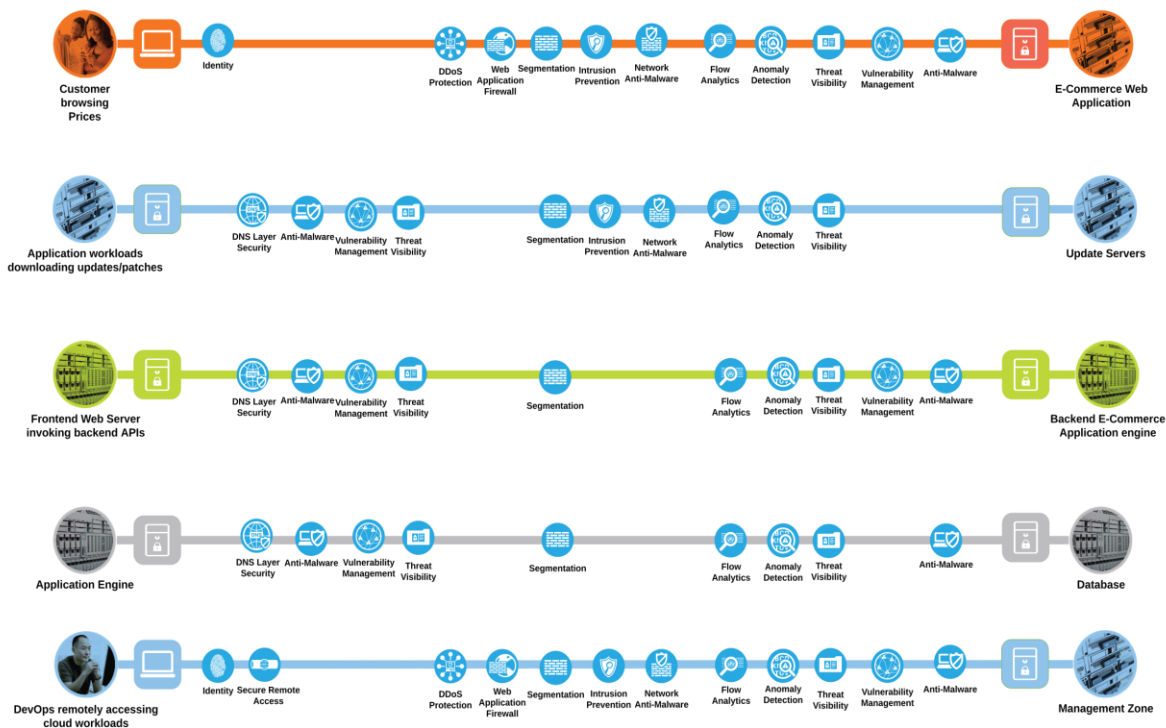 Identity
DDoS
Protection
Web
Application
Firewall
Segmentation
Intrusion
Prevention
Network
Anti-Malware
Flow
Analytics
Anomaly
Detection
Threat
Visibility
Vulnerability
Management
Anti-Malware
Customer
browsing
Prices
E-Commerce Web
Application
DNS
DNS Layer
Security
Anti-Malware
Vulnerability
Management
Threat
Visibility
Segmentation
Intrusion
Prevention
Network
Anti-Malware
Flow
Analytics
Anomaly
Detection
Threat
Visibility
Application workloads
downloading updates/patches
Update Servers
DNS
DNS Layer
Security
Anti-Malware
Vulnerability
Management
Threat
Visibility
Segmentation
Flow
Analytics
Anomaly
Detection
Threat
Visibility
Vulnerability
Management
Anti-Malware
Frontend Web Server
invoking backend APIs
Backend E-Commerce
Application engine
DNS
DNS Layer
Security
Anti-Malware
Vulnerability
Management
Threat
Visibility
Segmentation
Flow
Analytics
Anomaly
Detection
Threat
Visibility
Anti-Malware
Application Engine
Database
Identity
Secure Remote
Access
DDoS
Protection
Web
Application
Firewall
Segmentation
Intrusion
Prevention
Network
Anti-Malware
Flow
Analytics
Anomaly
Detection
Threat
Visibility
Vulnerability
Management
Anti-Malware
DevOps remotely accessing
cloud workloads
Management Zone